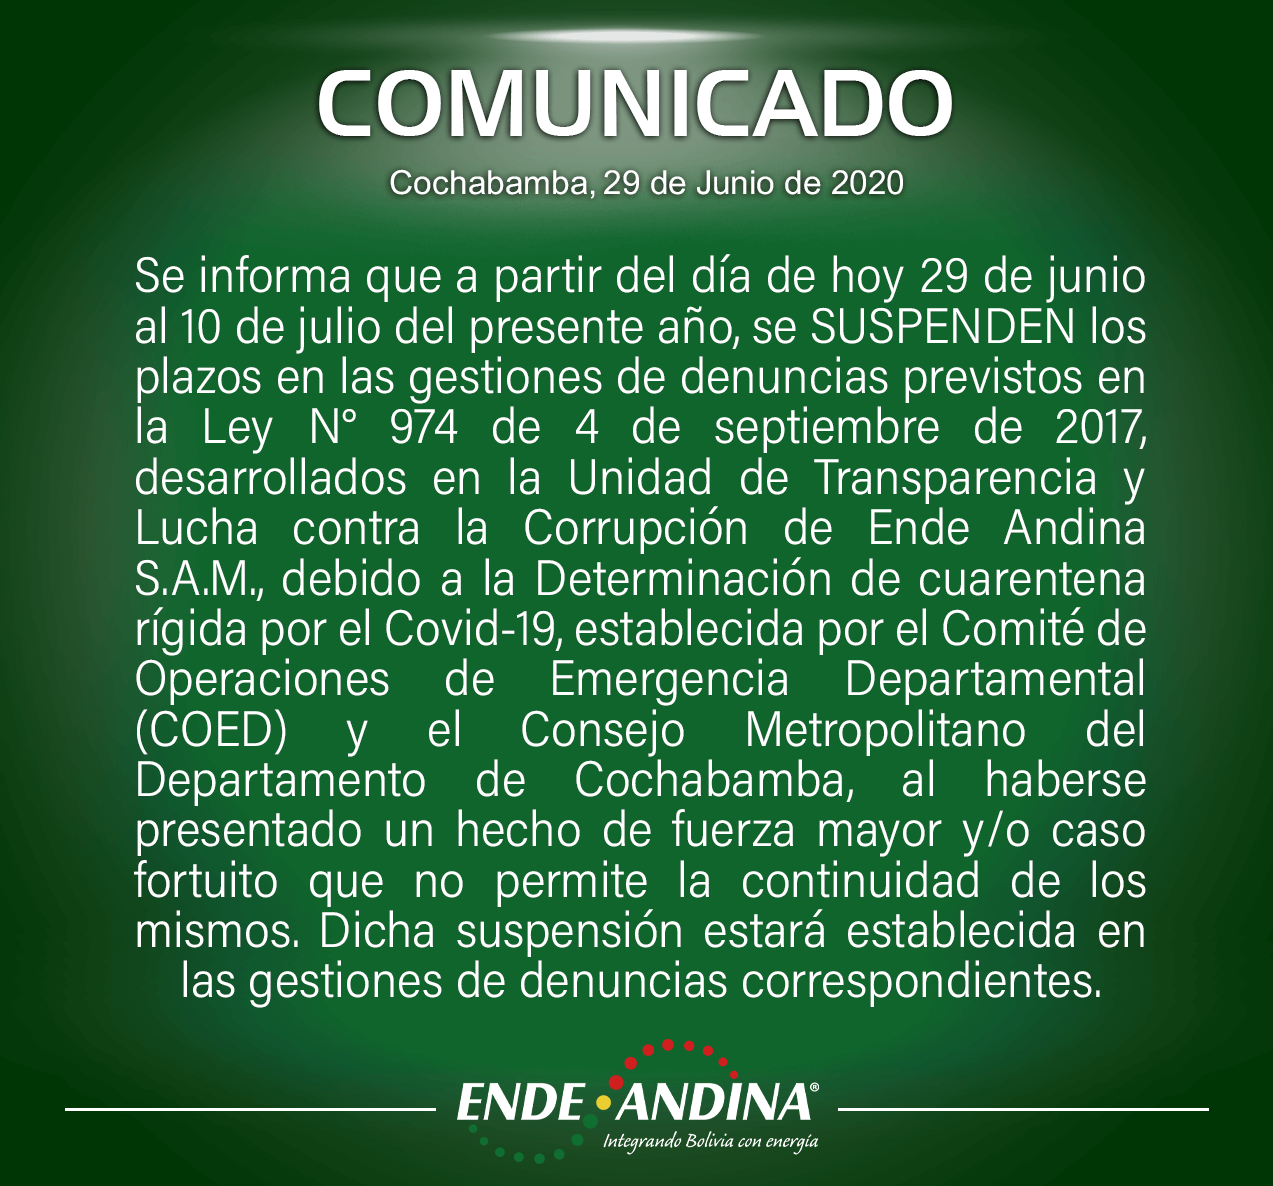 COMUNICADO
Cochabamba, 29 de Junio de 2020
Se informa que a partir del día de hoy 29 de junio
al 10 de julio del presente año, se SUSPENDEN los
plazos en las gestiones de denuncias previstos en
la Ley N° 974 de 4 de septiembre de 2017,
desarrollados en la Unidad de Transparencia y
Lucha contra la Corrupción de Ende Andina
S.A.M., debido a la Determinación de cuarentena
rígida por el Covid-19, establecida por el Comité de
Operaciones de Emergencia Departamental
(COED) y el Consejo Metropolitano del
Departamento de Cochabamba, al haberse
presentado un hecho de fuerza mayor y/o caso
fortuito que no permite la continuidad de los
mismos. Dicha suspensión estará establecida en
las gestiones de denuncias correspondientes.
ENDE ANDINA®
Integrando Bolivia con energía